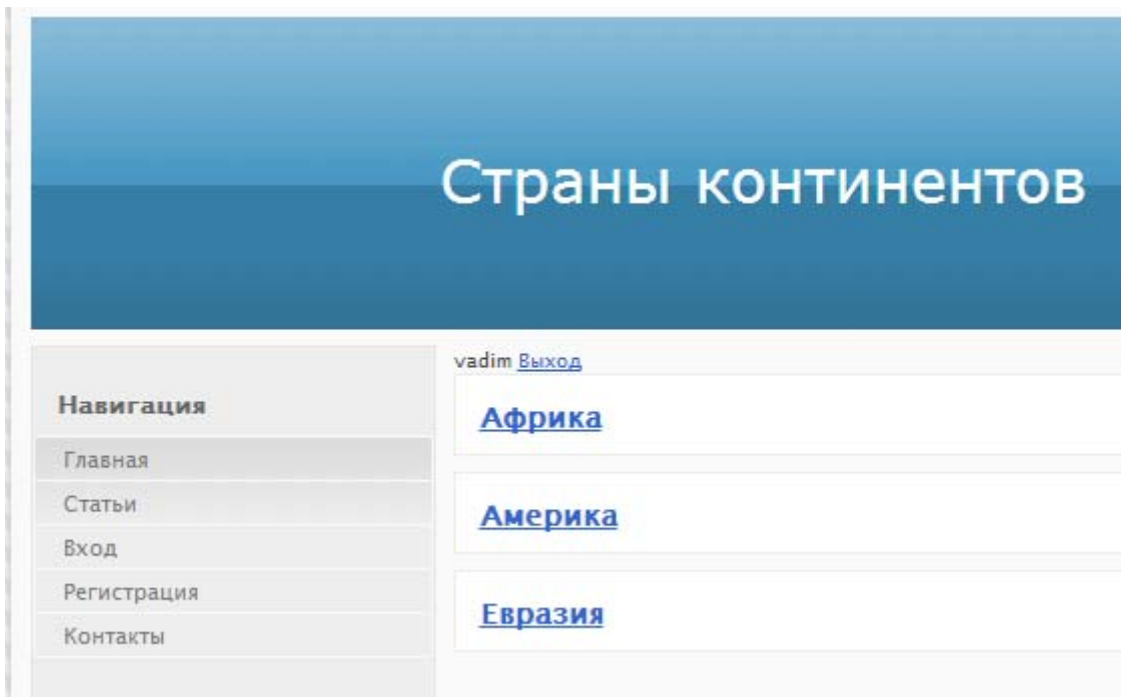 Страны континентов
Навигация
Главная
Статьи
Вход
Регистрация
Контакты
vadim Выход
Африка
Америка
Евразия